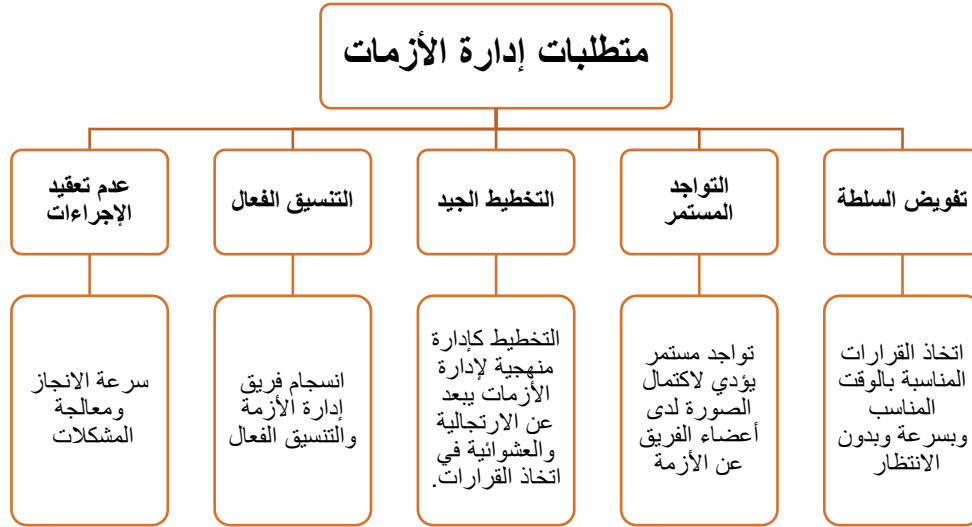 متطلبات إدارة الأزمات
تفويض السلطة
التواجد
المستمر
التخطيط الجيد
التنسيق الفعال
عدم تعقيد
الإجراءات
اتخاذ القرارات
المناسبة بالوقت
المناسب
وبسرعة وبدون
الانتظار
تواجد مستمر
يؤدي لاكتمال
الصورة لدى
أعضاء الفريق
عن الأزمة
التخطيط كإدارة
منهجية لإدارة
الأزمات يبعد
عن الارتجالية
والعشوائية في
اتخاذ القرارات.
انسجام فريق
إدارة الأزمة
والتنسيق الفعال
سرعة الانجاز
ومعالجة
المشكلات